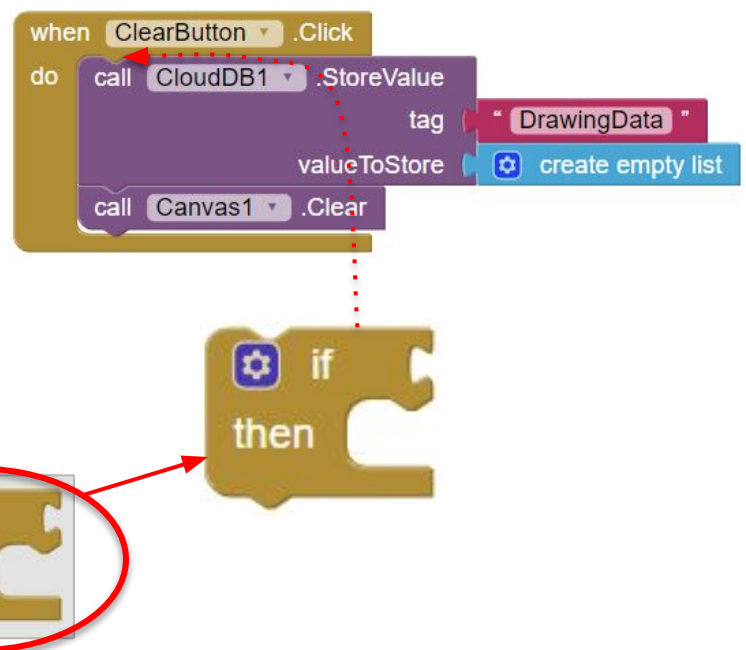 when ClearButton .Click
do call CloudDB1 .StoreValue
tag " DrawingData "
valueToStore create empty list
call Canvas1 .Clear
if
then